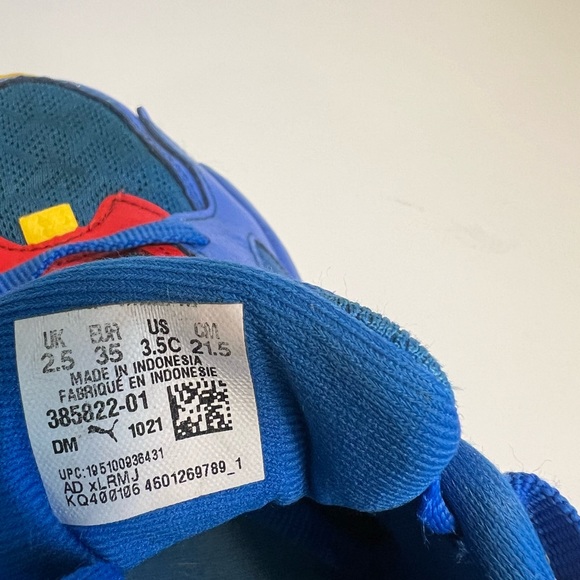 UK EUR US CM
2.5 35 3.5C 21.5
MADE IN INDONESIA
FABRIQUÉ EN INDONESIE
385822-01
DM 1021
UPC:195100936431
AD xLRMJ
KQ400106 4601269789_1